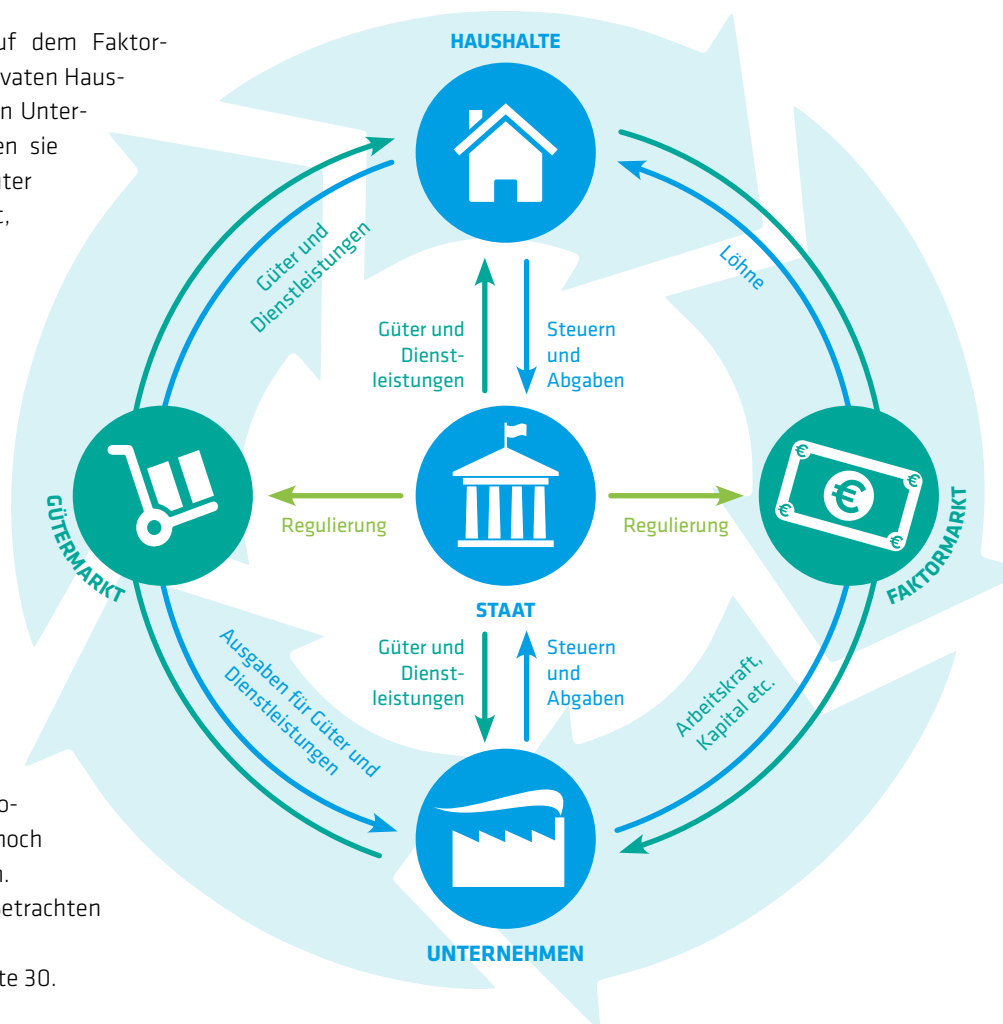 uf dem Faktor-
vaten Haus-
n Unter-
en sie
üter
t,
o-
noch
n.
Betrachten
te 30.
HAUSHALTE
Güter und
Dienstleistungen
Löhne
Güter und
Dienst-
leistungen
Steuern
und
Abgaben
GÜTERMARKT
Regulierung
STAAT
Regulierung
FAKTORMARKT
€
€
€
€
€
Ausgaben für Güter und
Dienstleistungen
Güter und
Dienst-
leistungen
Steuern
und
Abgaben
Arbeitskraft,
Kapital etc.
UNTERNEHMEN